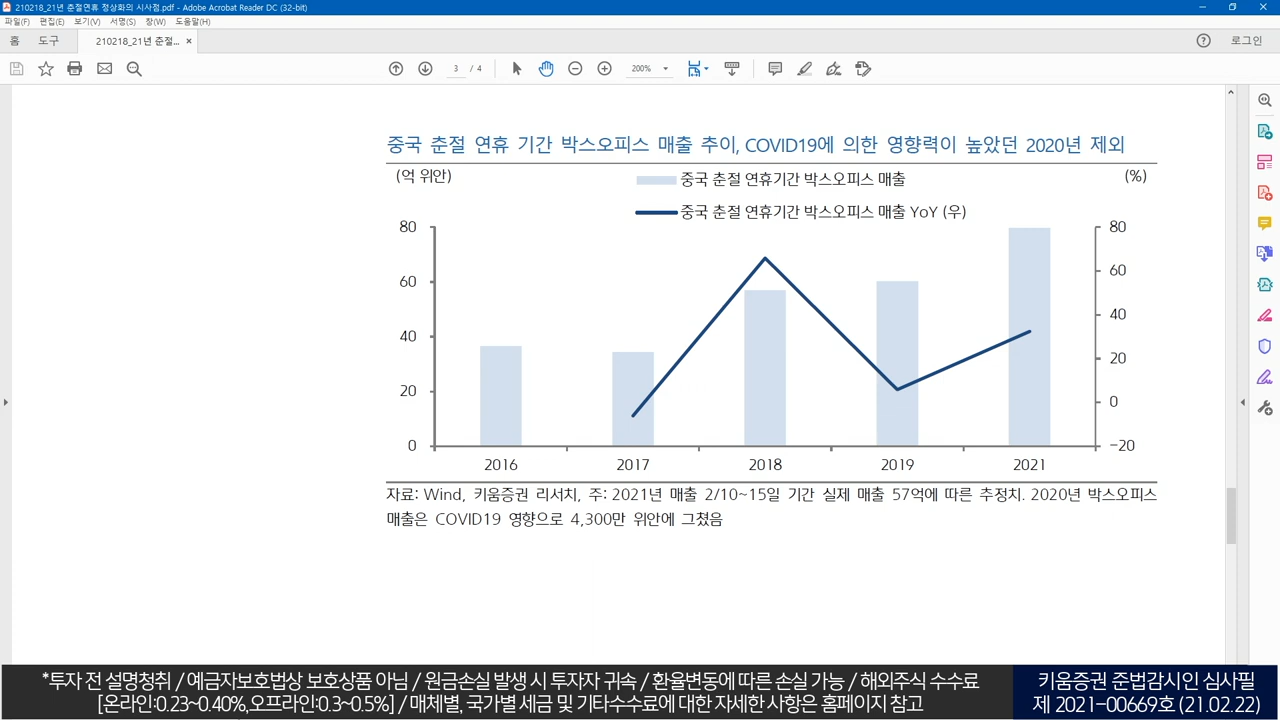 210218_21년 춘절연휴 정상화의 시사점.pdf - Adobe Acrobat Reader DC (32-bit)
파일(F) 편집(E) 보기(V) 서명(S) 창(W) 도움말(H)
홈 도구 210218_21년 춘절... × 로그인
3 / 4 200%
중국 춘절 연휴 기간 박스오피스 매출 추이, COVID19에 의한 영향력이 높았던 2020년 제외
(억 위안) 중국 춘절 연휴기간 박스오피스 매출 (%)
중국 춘절 연휴기간 박스오피스 매출 YoY (우)
80 80
60
60
40
40
20
20
0
0 −20
2016 2017 2018 2019 2021
자료: Wind, 키움증권 리서치, 주: 2021년 매출 2/10~15일 기간 실제 매출 57억에 따른 추정치. 2020년 박스오피스
매출은 COVID19 영향으로 4,300만 위안에 그쳤음
*투자 전 설명청취 / 예금자보호법상 보호상품 아님 / 원금손실 발생 시 투자자 귀속 / 환율변동에 따른 손실 가능 / 해외주식 수수료
[온라인:0.23~0.40%,오프라인:0.3~0.5%] / 매체별, 국가별 세금 및 기타수수료에 대한 자세한 사항은 홈페이지 참고
키움증권 준법감시인 심사필
제 2021-00669호 (21.02.22)